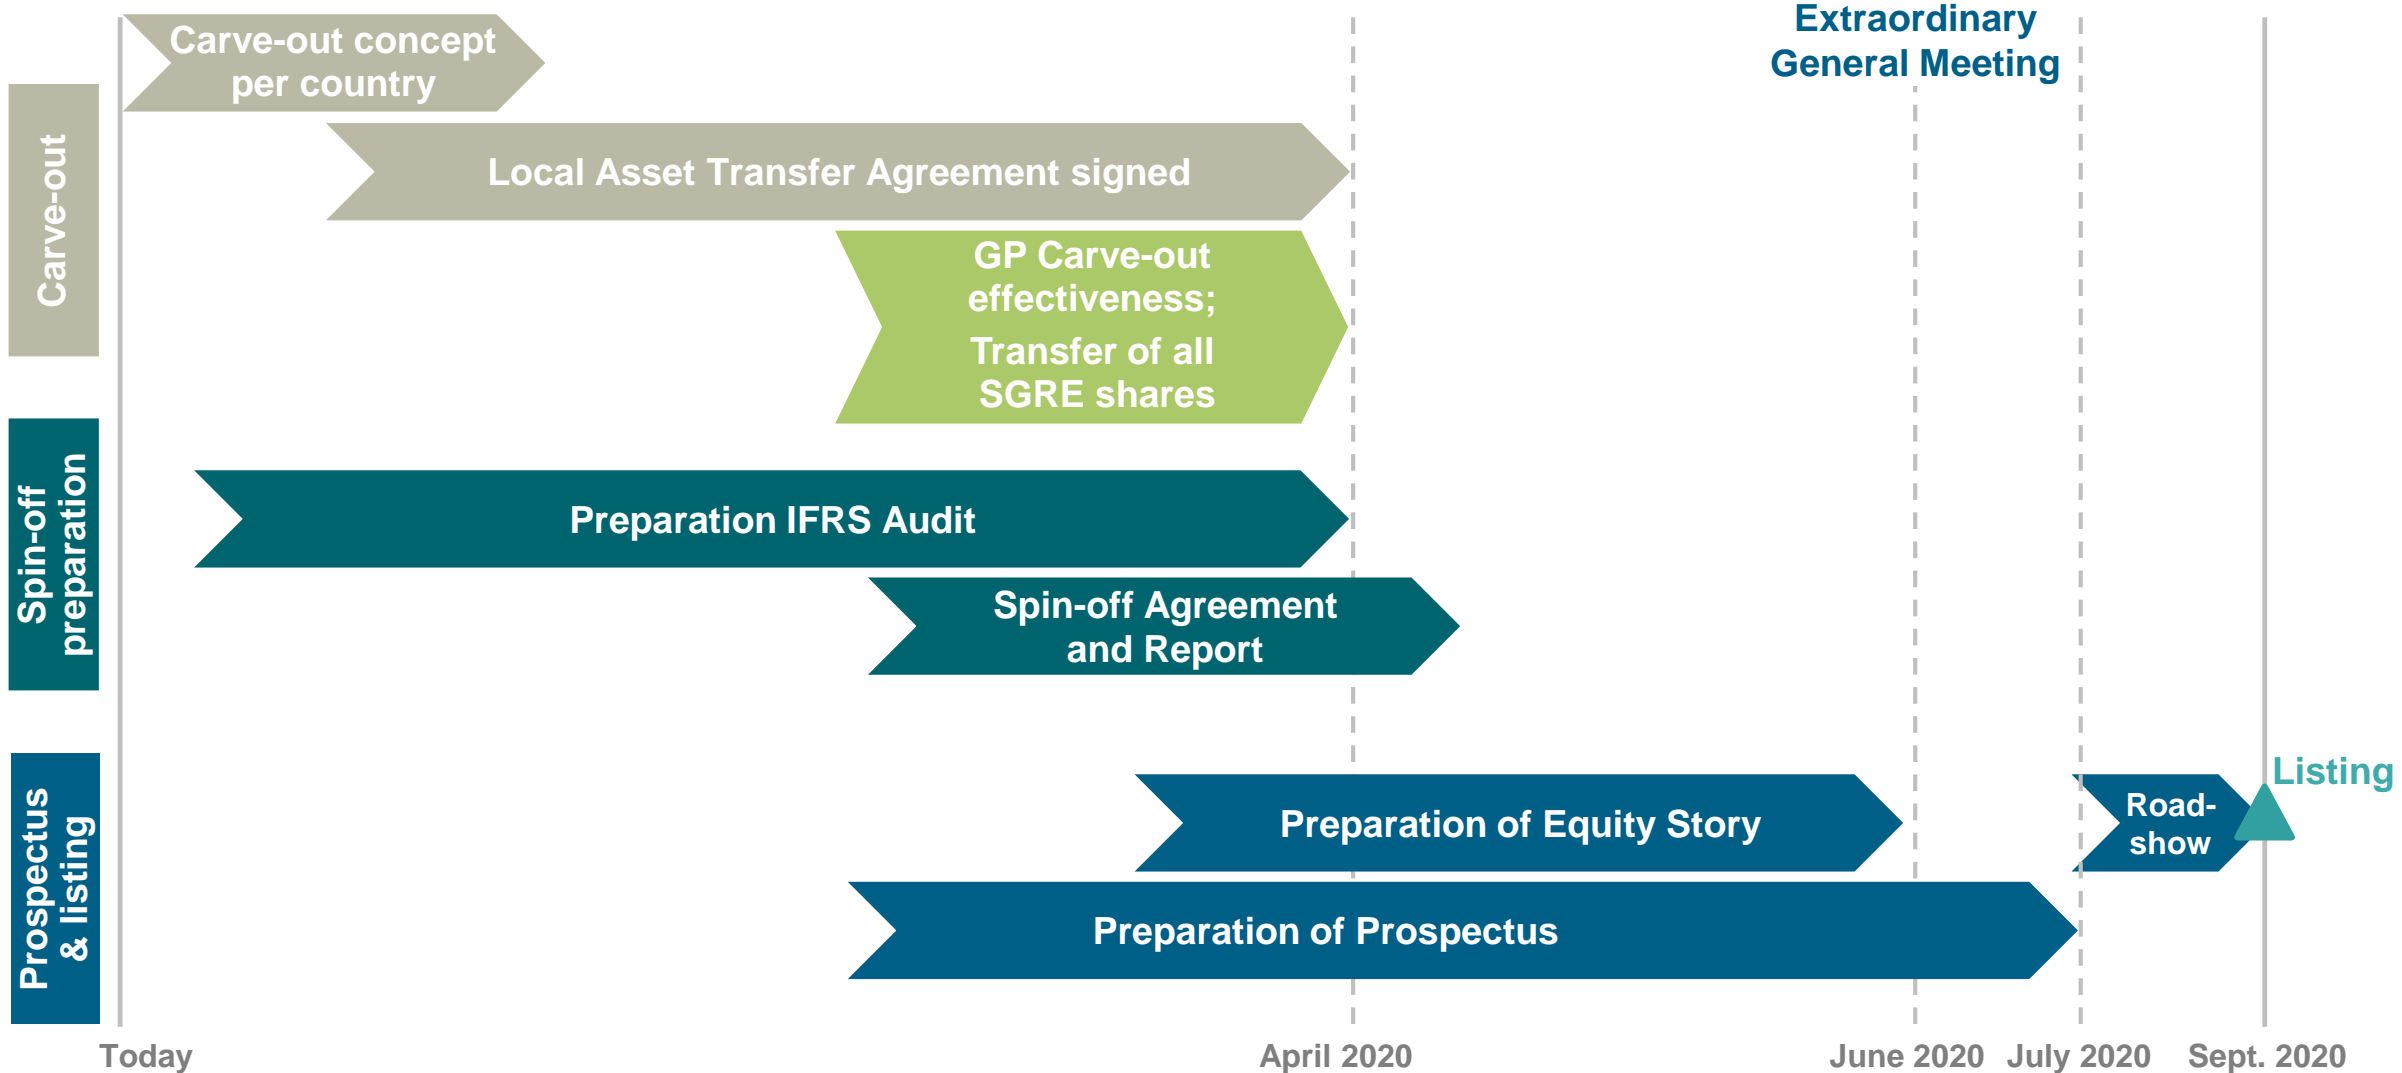 Extraordinary
General Meeting
Carve-out
Carve-out concept
per country
Local Asset Transfer Agreement signed
GP Carve-out
effectiveness;
Transfer of all
SGRE shares
Spin-off
preparation
Preparation IFRS Audit
Spin-off Agreement
and Report
Prospectus
& listing
Preparation of Equity Story
Road-
show
Listing
Preparation of Prospectus
Today
April 2020
June 2020
July 2020
Sept. 2020